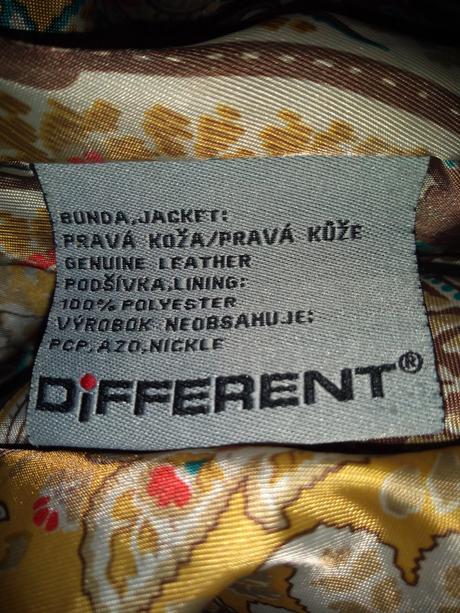 BUNDA,JACKET:
PRAVÁ KOŽA/PRAVÁ KŮŽE
GENUINE LEATHER
PODŠÍVKA,LINING:
100% POLYESTER
VÝROBOK NEOBSAHUJE:
PCP,AZO,NICKLE
DiFFERENT®